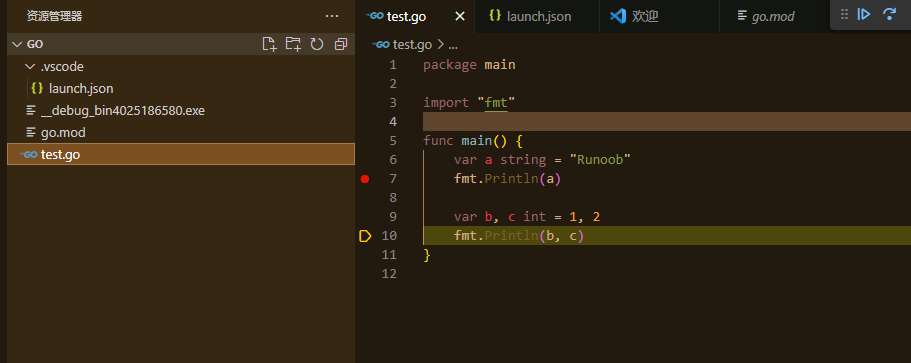 资源管理器 ···
GO
.vscode
launch.json
__debug_bin4025186580.exe
go.mod
test.go
test.go launch.json 欢迎 go.mod
test.go > ...
1 package main
2
3 import "fmt"
4
5 func main() {
6 var a string = "Runoob"
7 fmt.Println(a)
8
9 var b, c int = 1, 2
10 fmt.Println(b, c)
11 }
12